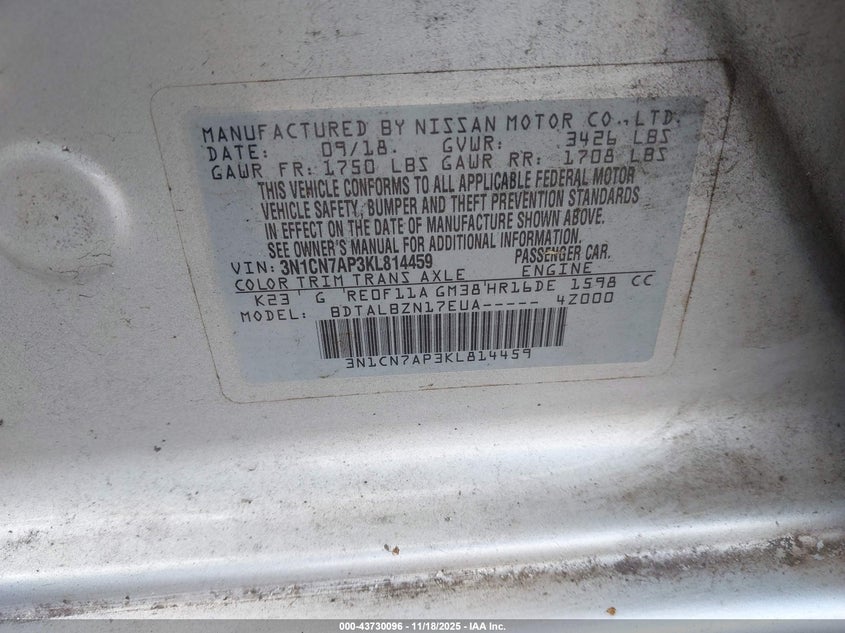 MANUFACTURED BY NISSAN MOTOR CO.,LTD.
DATE: 09/18. GVWR: 3426 LBS
GAWR FR: 1750 LBS GAWR RR: 1708 LBS
THIS VEHICLE CONFORMS TO ALL APPLICABLE FEDERAL MOTOR
VEHICLE SAFETY, BUMPER AND THEFT PREVENTION STANDARDS
IN EFFECT ON THE DATE OF MANUFACTURE SHOWN ABOVE.
SEE OWNER'S MANUAL FOR ADDITIONAL INFORMATION.
VIN: 3N1CN7AP3KL814459 PASSENGER CAR.
COLOR TRIM TRANS AXLE ENGINE
K23 G RE0F11A GM38 HR16DE 1598 CC
MODEL: BDTALBZN17EUA----- 4Z000
3N1CN7AP3KL814459
000-43730096 - 11/18/2025 - IAA Inc.